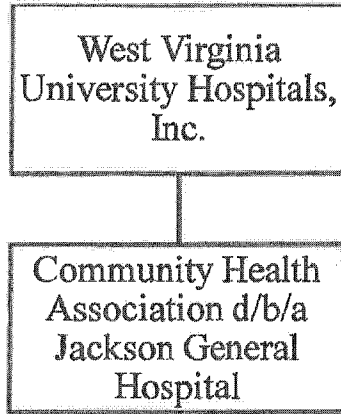 West Virginia
University Hospitals,
Inc.
Community Health
Association d/b/a
Jackson General
Hospital